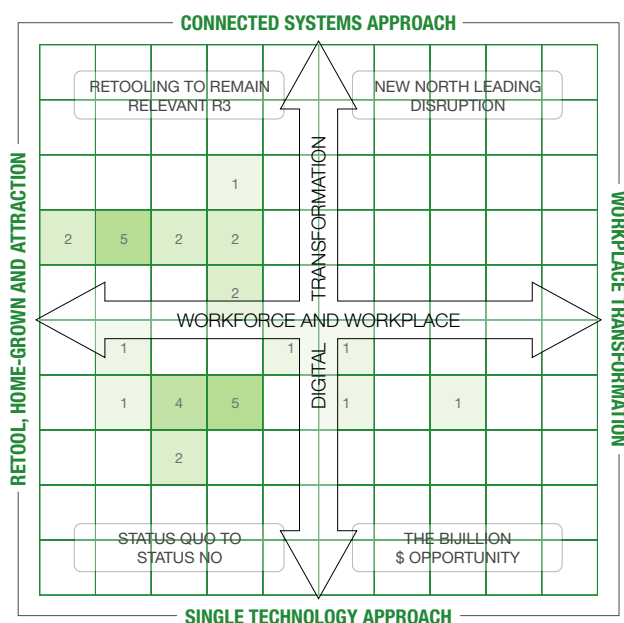 CONNECTED SYSTEMS APPROACH
RETOOLING TO REMAIN
RELEVANT R3
NEW NORTH LEADING
DISRUPTION
RETOOL, HOME-GROWN AND ATTRACTION
WORKPLACE TRANSFORMATION
DIGITAL TRANSFORMATION
1
2 5 2 2
2
WORKFORCE AND WORKPLACE
1 1 1
1 4 5 1 1
2
STATUS QUO TO
STATUS NO
THE BIJILLION
$ OPPORTUNITY
SINGLE TECHNOLOGY APPROACH